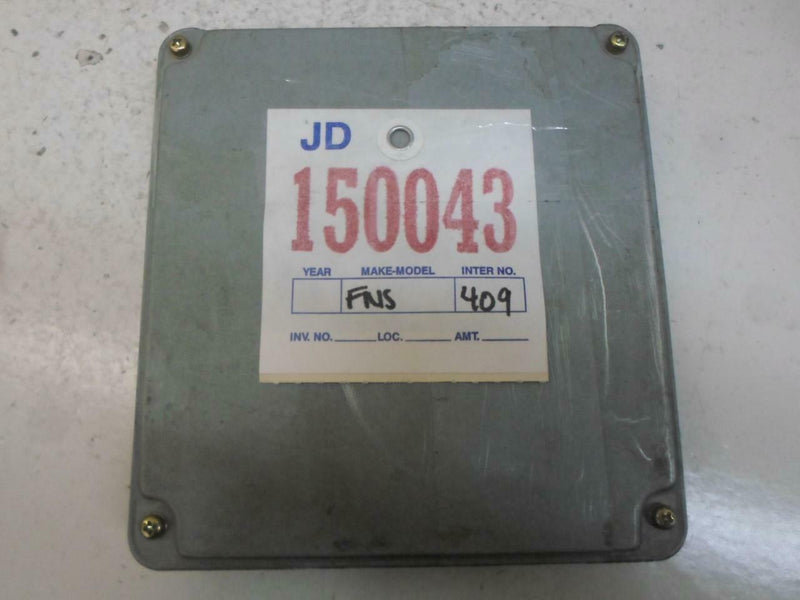 JD
150043
YEAR MAKE-MODEL INTER NO.
FNS 409
INV. NO. LOC. AMT.